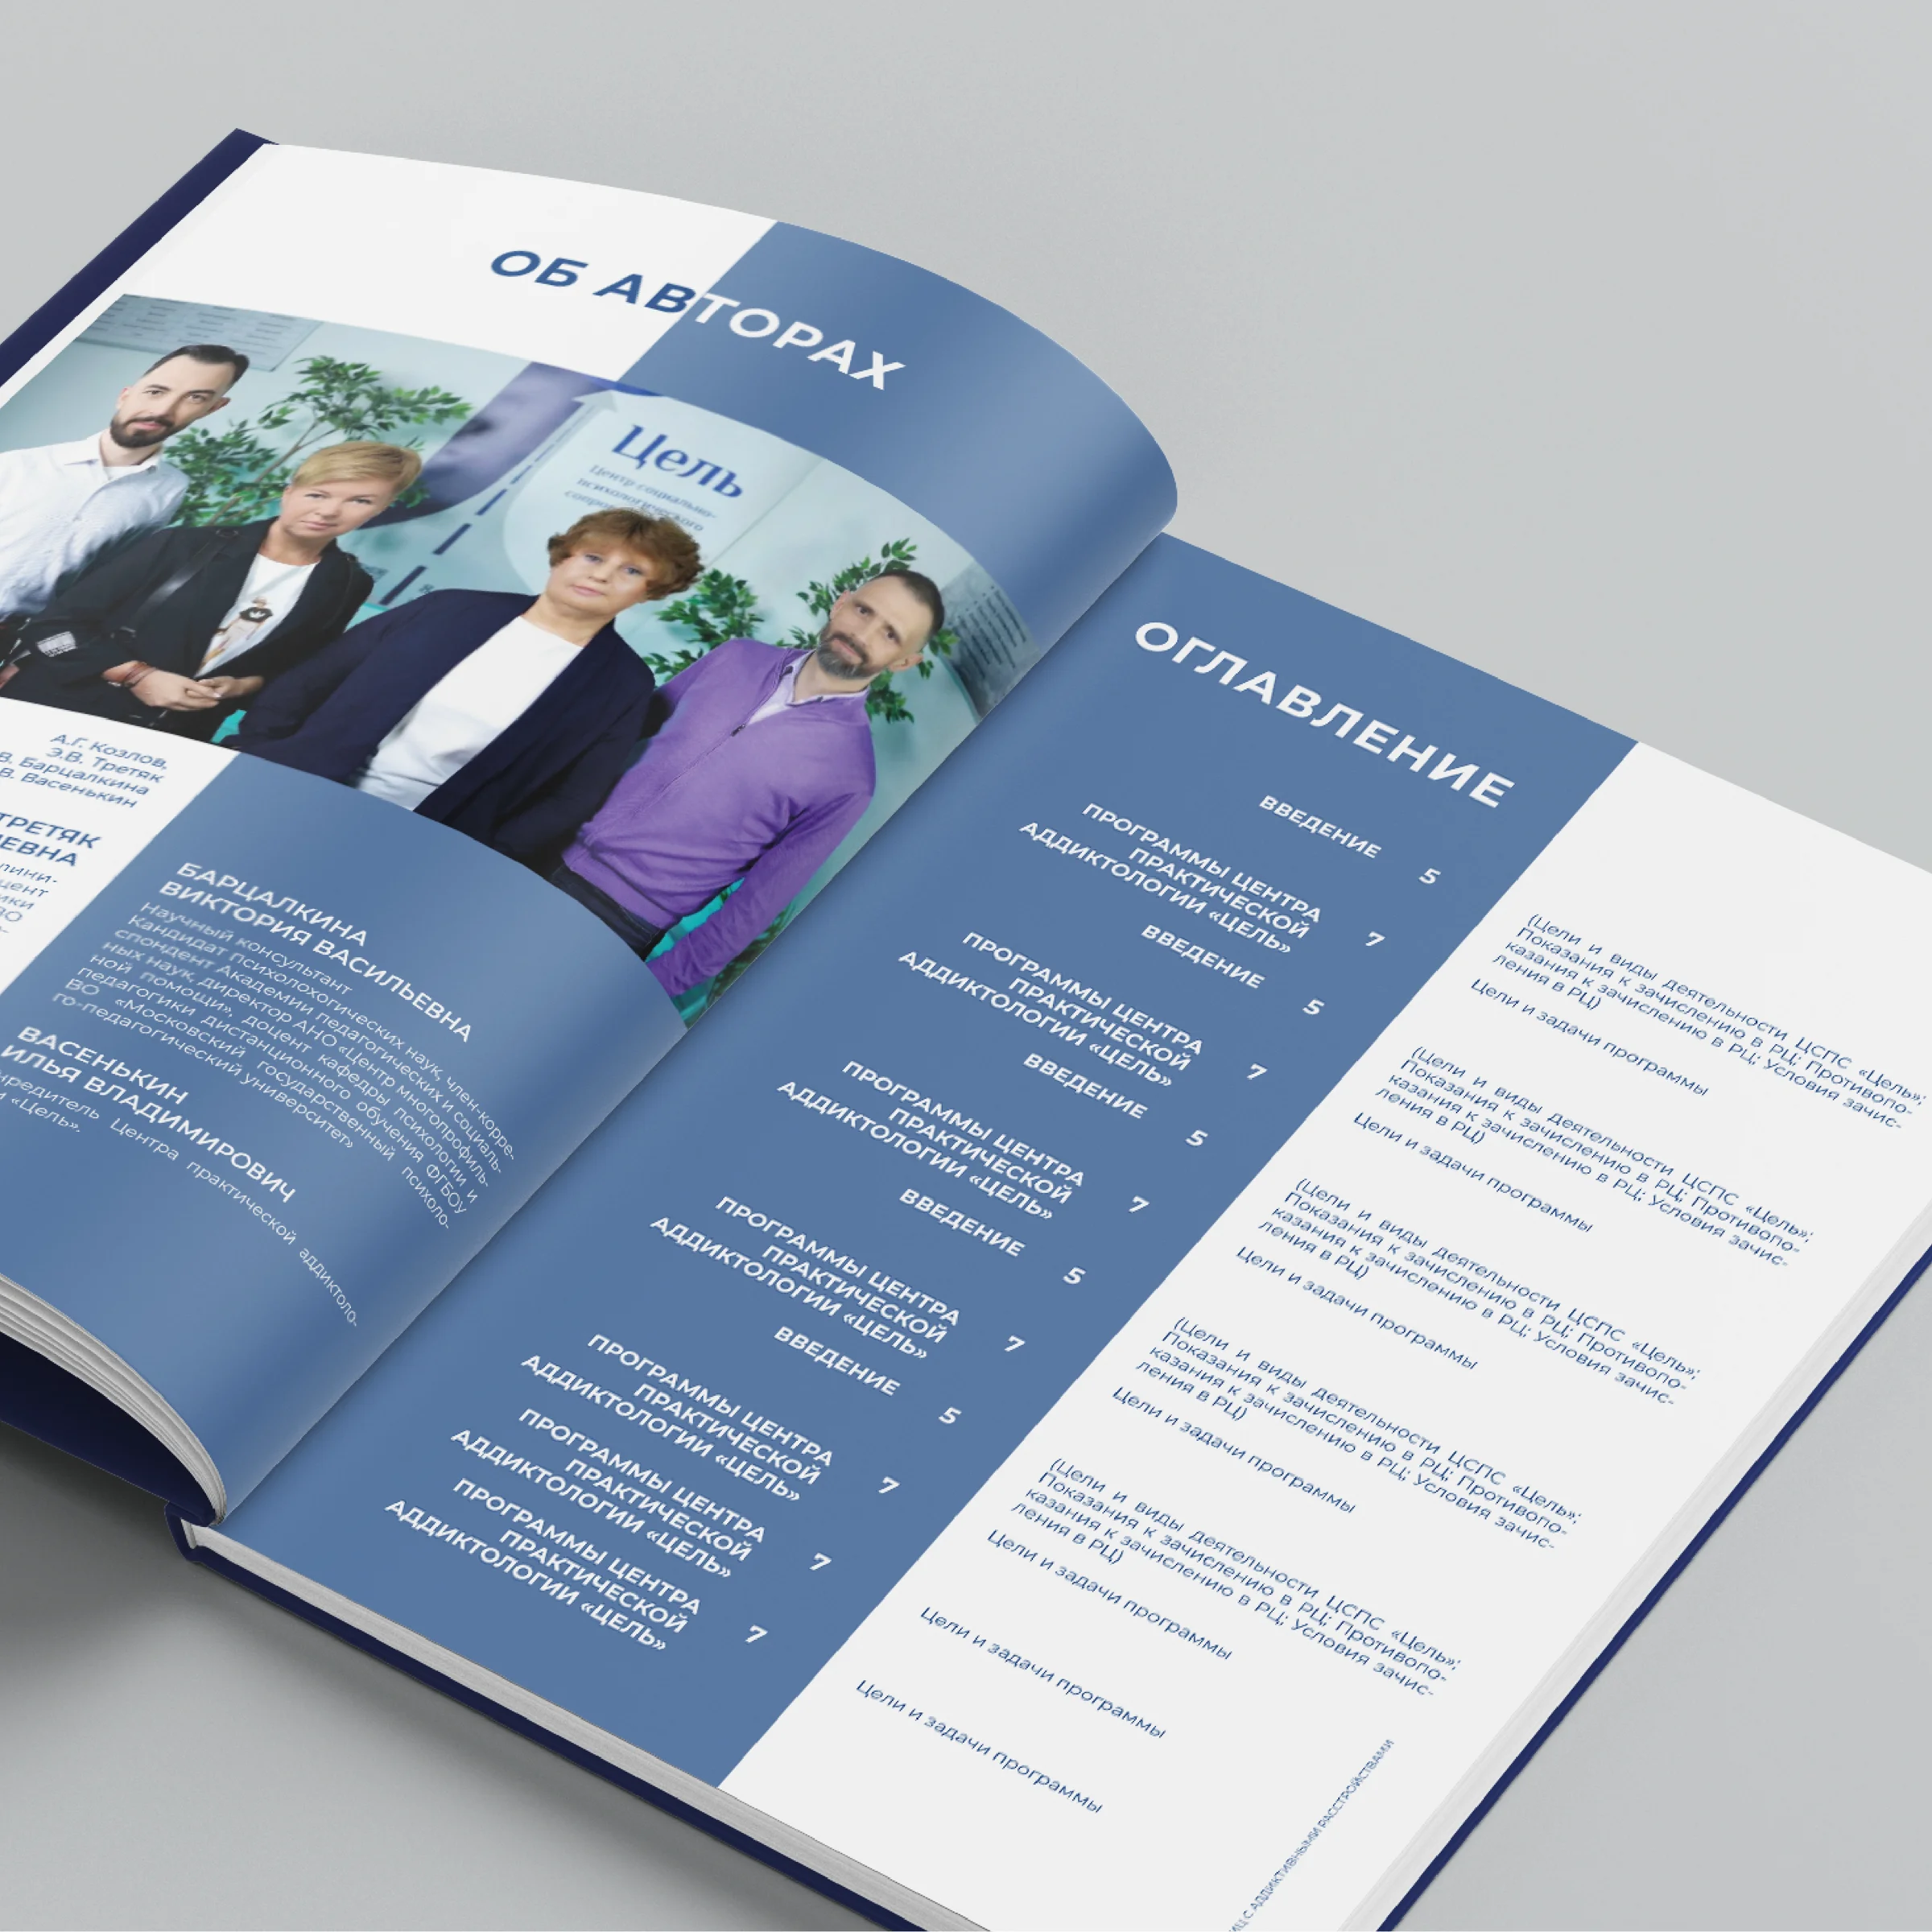 ОБ АВТОРАХ
Цель
Центр социально-
психологического
А.Г. Козлов,
Э.В. Третяк
В. Барцалкина
В. Васенькин
ТРЕТЯК
БАРЦАЛКИНА
ВИКТОРИЯ ВАСИЛЬЕВНА
Научный консультант
Кандидат психолохогических наук, член-корре-
спондент Академии педагогических и социаль-
ных наук, директор АНО «Центр многопрофиль-
ной помощи», доцент кафедры психологии и
педагогики дистанционного обучения ФГБОУ
ВО «Московский государственный психоло-
го-педагогический университет»
ВАСЕНЬКИН
ИЛЬЯ ВЛАДИМИРОВИЧ
Центра практической аддиктоло-
и «Цель».
ОГЛАВЛЕНИЕ
ВВЕДЕНИЕ
5
ПРОГРАММЫ ЦЕНТРА
ПРАКТИЧЕСКОЙ
АДДИКТОЛОГИИ «ЦЕЛЬ»
7
ВВЕДЕНИЕ
5
ПРОГРАММЫ ЦЕНТРА
ПРАКТИЧЕСКОЙ
АДДИКТОЛОГИИ «ЦЕЛЬ»
7
ВВЕДЕНИЕ
5
ПРОГРАММЫ ЦЕНТРА
ПРАКТИЧЕСКОЙ
АДДИКТОЛОГИИ «ЦЕЛЬ»
7
ВВЕДЕНИЕ
5
ПРОГРАММЫ ЦЕНТРА
ПРАКТИЧЕСКОЙ
АДДИКТОЛОГИИ «ЦЕЛЬ»
7
ВВЕДЕНИЕ
5
ПРОГРАММЫ ЦЕНТРА
ПРАКТИЧЕСКОЙ
АДДИКТОЛОГИИ «ЦЕЛЬ»
7
ПРОГРАММЫ ЦЕНТРА
ПРАКТИЧЕСКОЙ
АДДИКТОЛОГИИ «ЦЕЛЬ»
7
ПРОГРАММЫ ЦЕНТРА
ПРАКТИЧЕСКОЙ
АДДИКТОЛОГИИ «ЦЕЛЬ»
7
(Цели и виды деятельности ЦСПС «Цель»;
Показания к зачислению в РЦ; Противопо-
казания к зачислению в РЦ; Условия зачис-
ления в РЦ)
Цели и задачи программы
(Цели и виды деятельности ЦСПС «Цель»;
Показания к зачислению в РЦ; Противопо-
казания к зачислению в РЦ; Условия зачис-
ления в РЦ)
Цели и задачи программы
(Цели и виды деятельности ЦСПС «Цель»;
Показания к зачислению в РЦ; Противопо-
казания к зачислению в РЦ; Условия зачис-
ления в РЦ)
Цели и задачи программы
(Цели и виды деятельности ЦСПС «Цель»;
Показания к зачислению в РЦ; Противопо-
казания к зачислению в РЦ; Условия зачис-
ления в РЦ)
Цели и задачи программы
(Цели и виды деятельности ЦСПС «Цель»;
Показания к зачислению в РЦ; Противопо-
казания к зачислению в РЦ; Условия зачис-
ления в РЦ)
Цели и задачи программы
Цели и задачи программы
Цели и задачи программы
С АДДИКТИВНЫМИ РАССТРОЙСТВАМИ